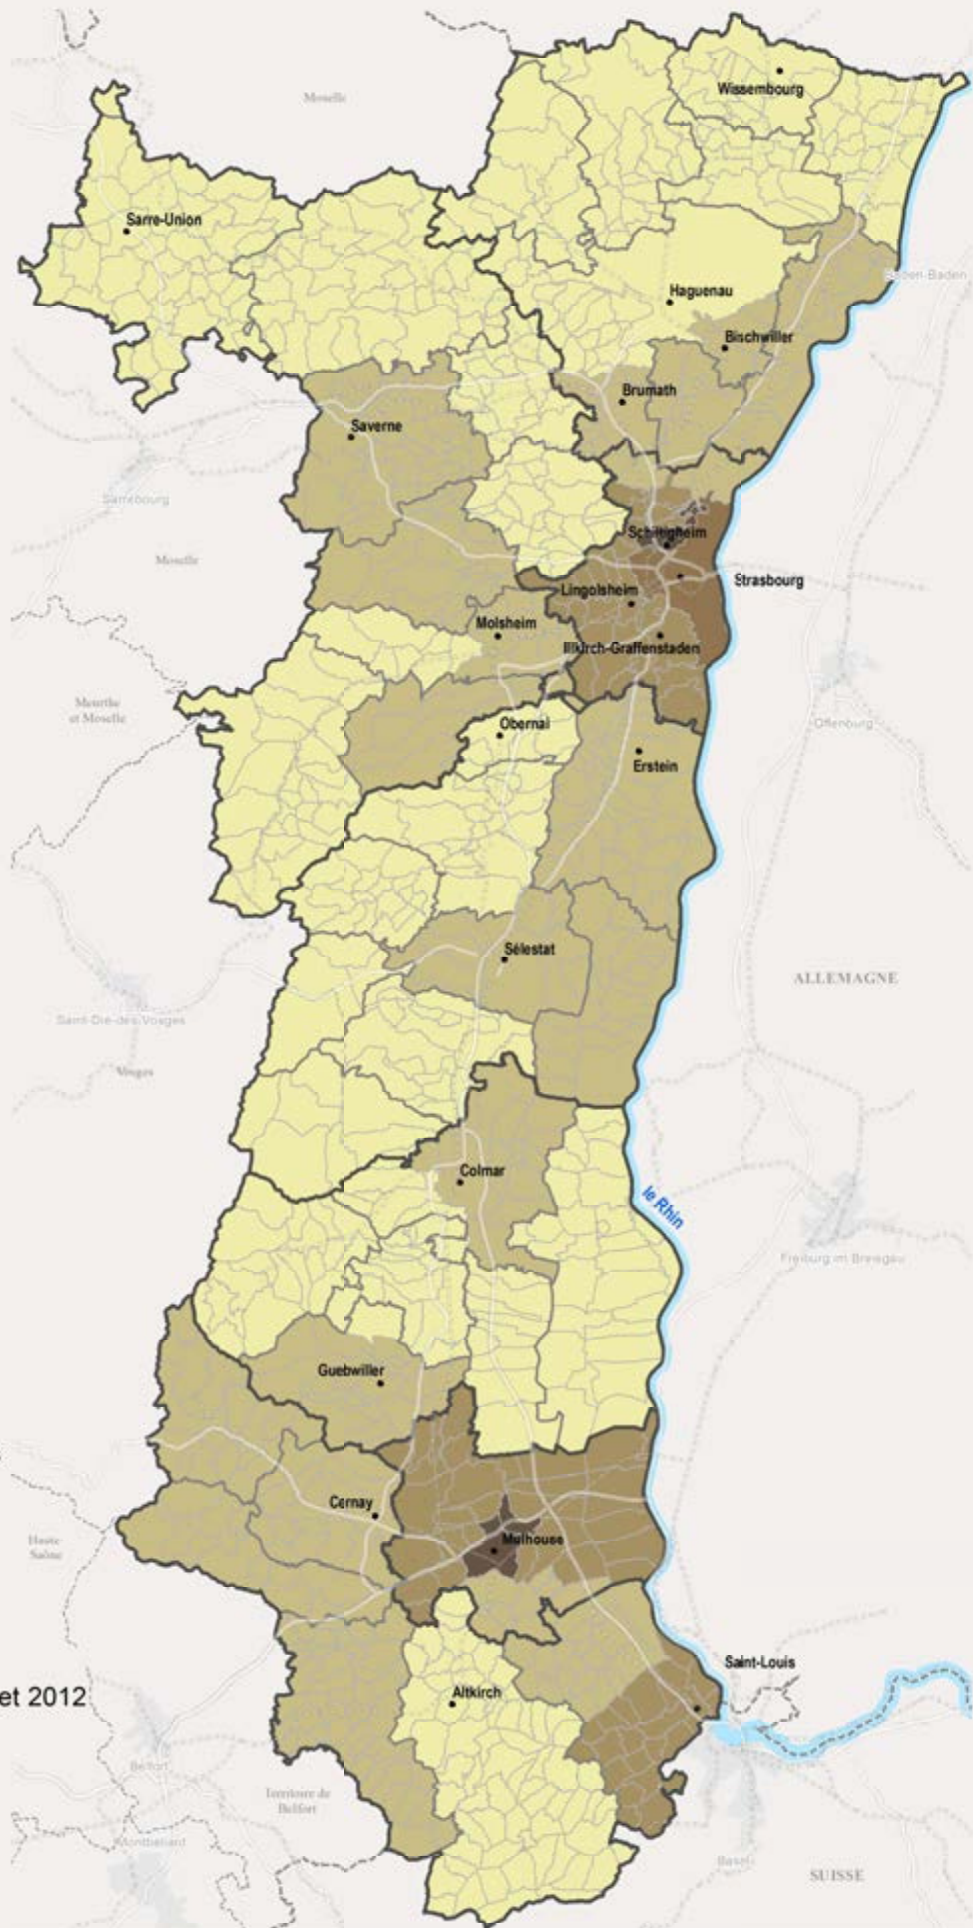 Moselle
Wissembourg
Sarre-Union
Baden-Baden
Haguenau
Bischwiller
Brumath
Saverne
Sarrebourg
Schiltigheim
Moselle
Strasbourg
Lingolsheim
Molsheim
Illkirch-Graffenstaden
Meurthe
et Moselle
Obernai
Offenburg
Erstein
Sélestat
ALLEMAGNE
Saint-Dié-des-Vosges
Vosges
Colmar
le Rhin
Freiburg im Breisgau
Guebwiller
Cernay
Mulhouse
Haute
Saône
Saint-Louis
Altkirch
et 2012
Belfort
Territoire de
Belfort
Montbéliard
Basel
SUISSE